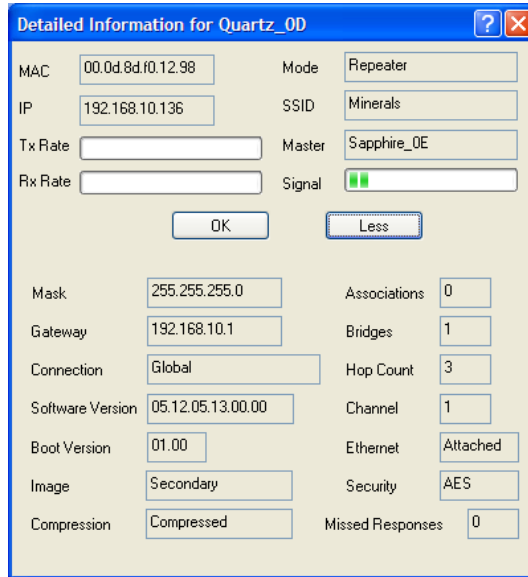 Detailed Information for Quartz_0D
MAC 00.0d.8d.f0.12.98 Mode Repeater
IP 192.168.10.136 SSID Minerals
Tx Rate Master Sapphire_0E
Rx Rate Signal
OK Less
Mask 255.255.255.0 Associations 0
Gateway 192.168.10.1 Bridges 1
Connection Global Hop Count 3
Software Version 05.12.05.13.00.00 Channel 1
Boot Version 01.00 Ethernet Attached
Image Secondary Security AES
Compression Compressed Missed Responses 0